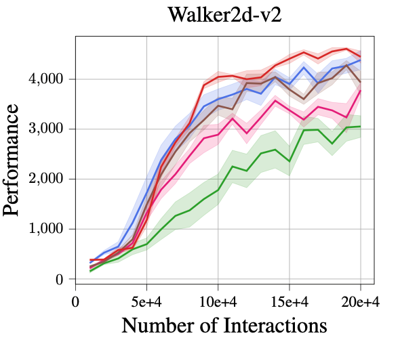 Walker2d-v2
Performance
4,000
3,000
2,000
1,000
0
0 5e+4 10e+4 15e+4 20e+4
Number of Interactions